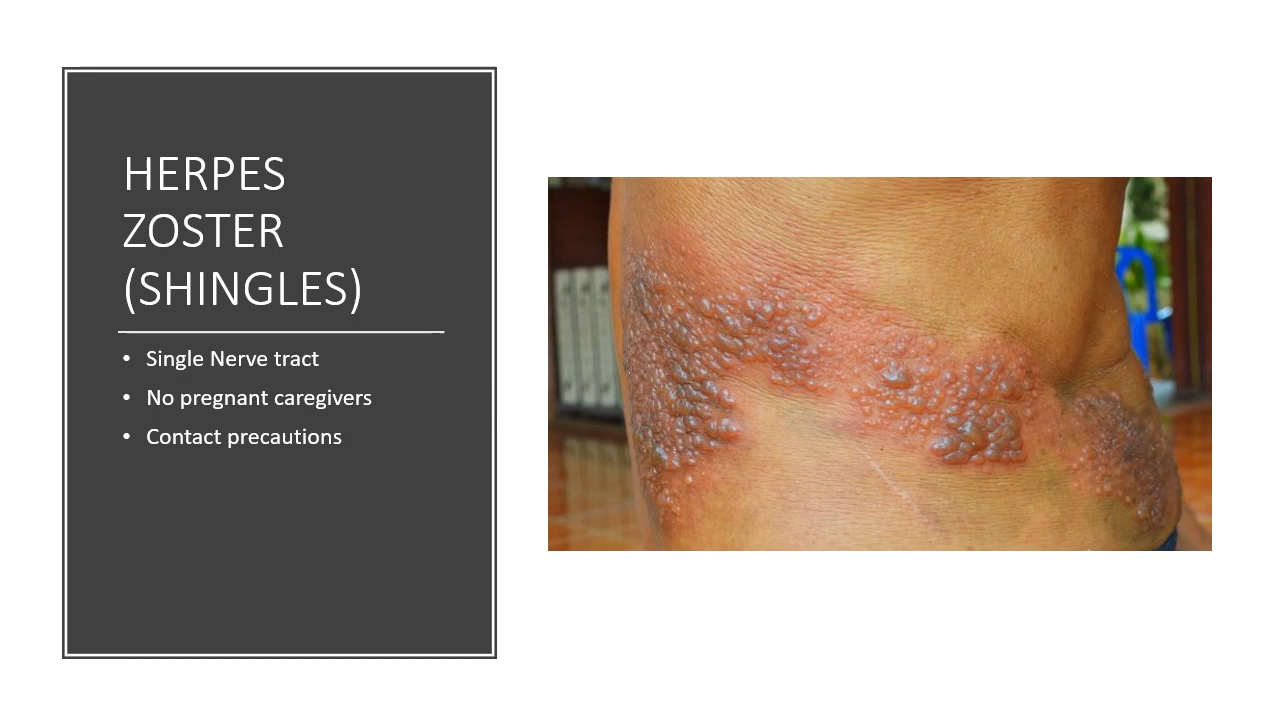 HERPES
ZOSTER
(SHINGLES)
• Single Nerve tract
• No pregnant caregivers
• Contact precautions